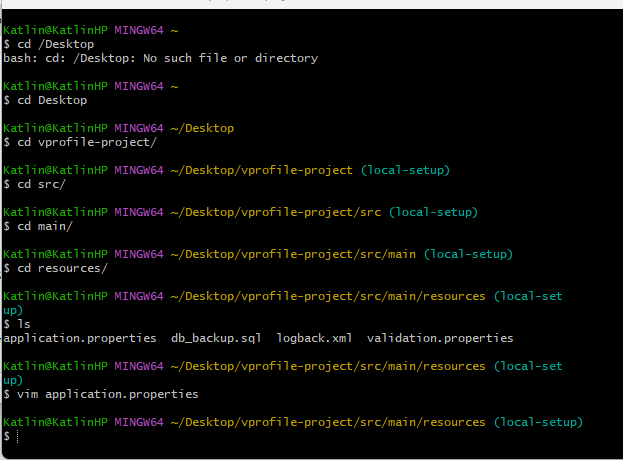 Katlin@KatlinHP MINGW64 ~
$ cd /Desktop
bash: cd: /Desktop: No such file or directory
Katlin@KatlinHP MINGW64 ~
$ cd Desktop
Katlin@KatlinHP MINGW64 ~/Desktop
$ cd vprofile-project/
Katlin@KatlinHP MINGW64 ~/Desktop/vprofile-project (local-setup)
$ cd src/
Katlin@KatlinHP MINGW64 ~/Desktop/vprofile-project/src (local-setup)
$ cd main/
Katlin@KatlinHP MINGW64 ~/Desktop/vprofile-project/src/main (local-setup)
$ cd resources/
Katlin@KatlinHP MINGW64 ~/Desktop/vprofile-project/src/main/resources (local-set
up)
$ ls
application.properties  db_backup.sql  logback.xml  validation.properties
Katlin@KatlinHP MINGW64 ~/Desktop/vprofile-project/src/main/resources (local-set
up)
$ vim application.properties
Katlin@KatlinHP MINGW64 ~/Desktop/vprofile-project/src/main/resources (local-setup)
$